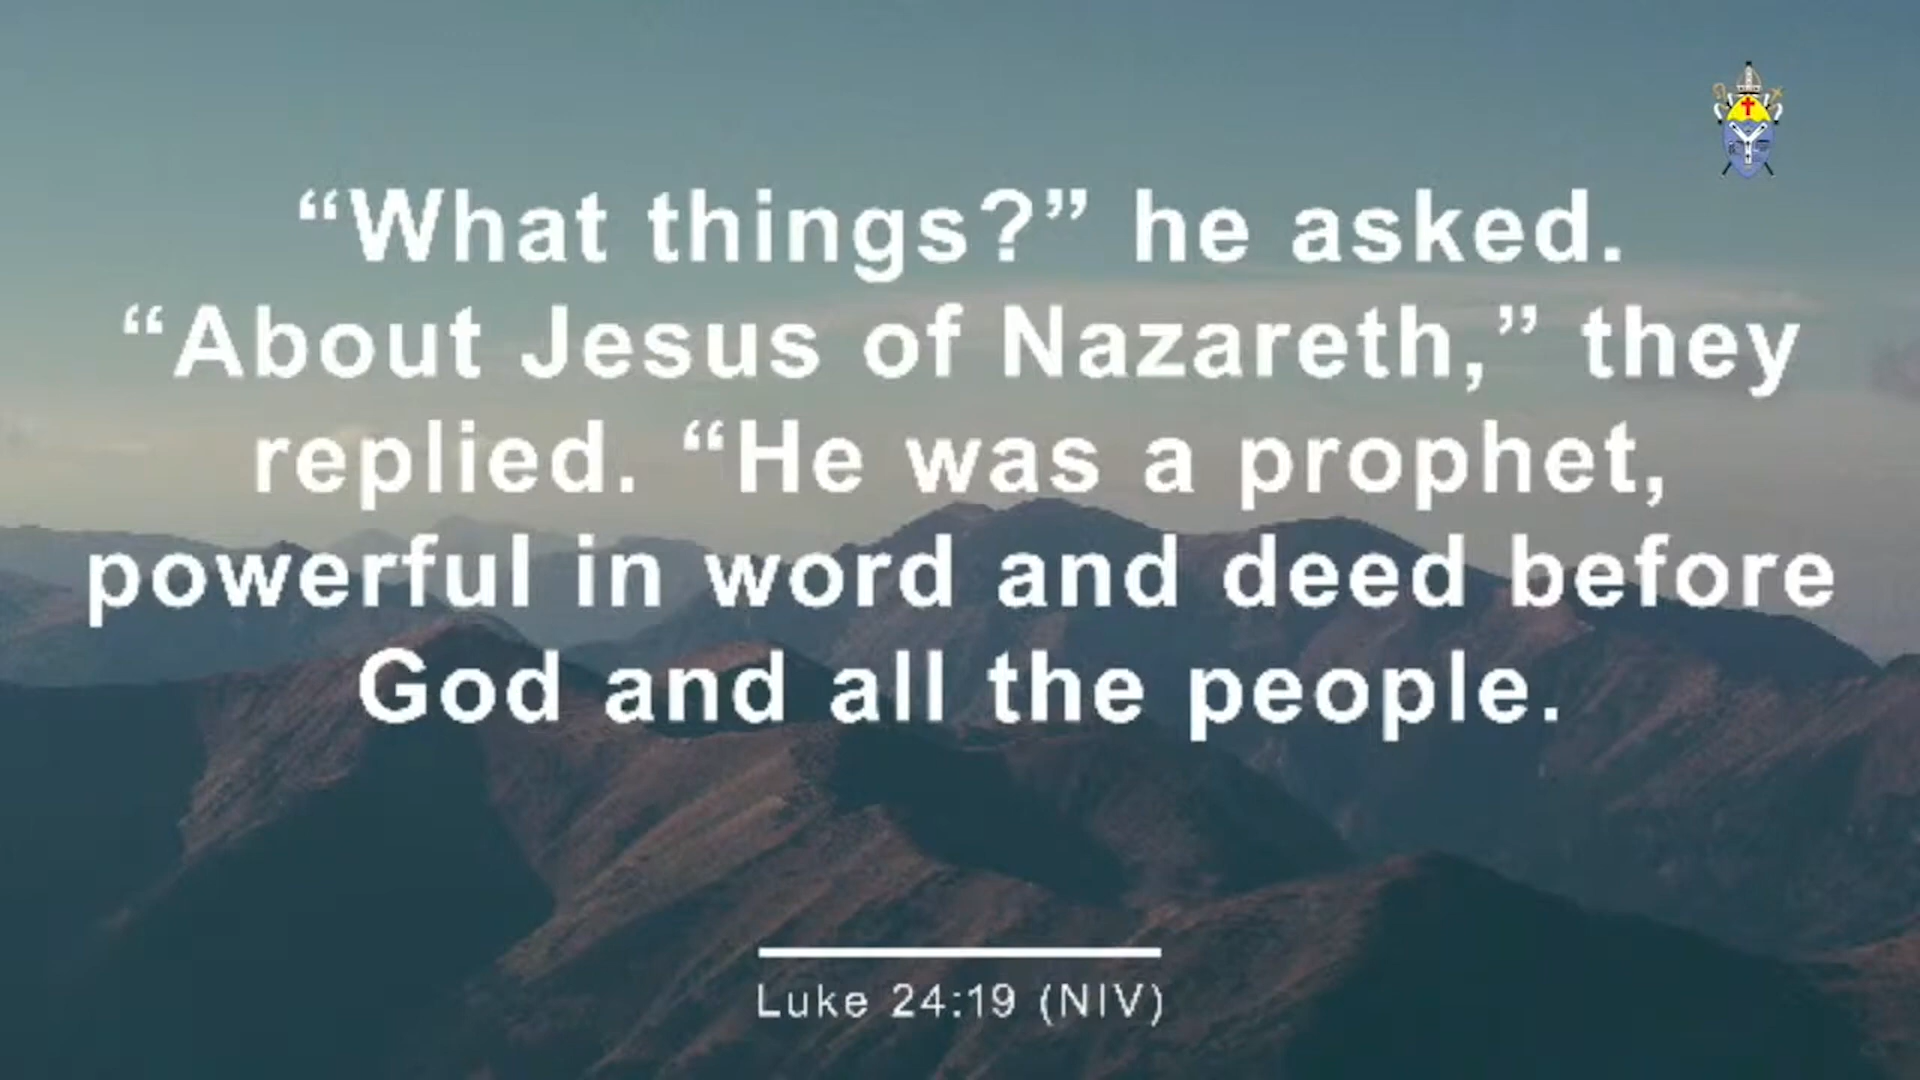 “What things?” he asked.
“About Jesus of Nazareth,” they
replied. “He was a prophet,
powerful in word and deed before
God and all the people.
Luke 24:19 (NIV)